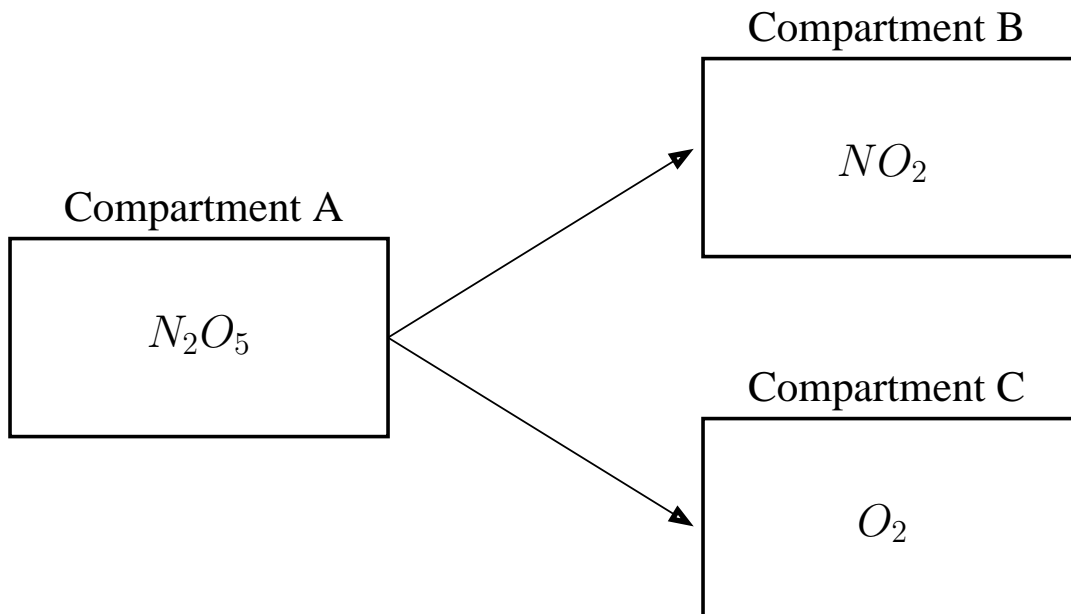 Compartment B
NO₂
Compartment A
N₂O₅
Compartment C
O₂